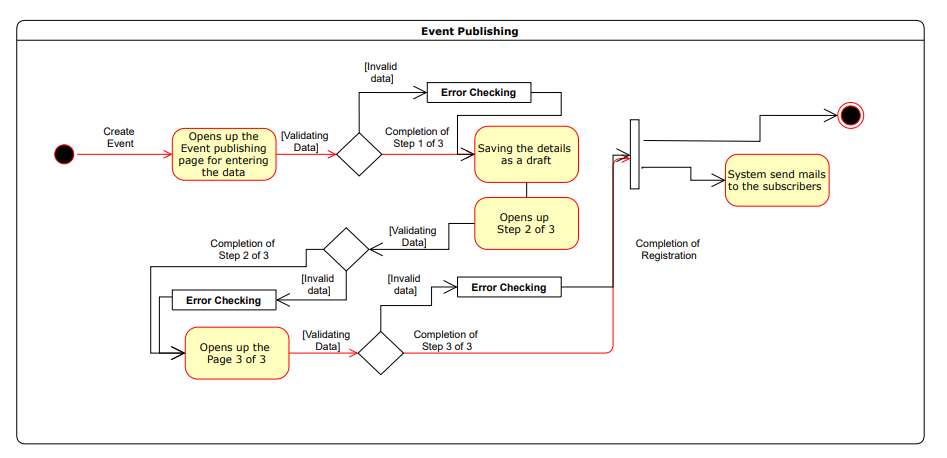 Event Publishing
[Invalid
data]
Error Checking
Create
Event
Opens up the
Event publishing
page for entering
the data
[Validating
Data]
Completion of
Step 1 of 3
Saving the details
as a draft
System send mails
to the subscribers
Opens up
Step 2 of 3
[Validating
Data]
Completion of
Step 2 of 3
Completion of
Registration
[Invalid
data]
Error Checking
[Invalid
data]
Error Checking
Opens up the
Page 3 of 3
[Validating
Data]
Completion of
Step 3 of 3